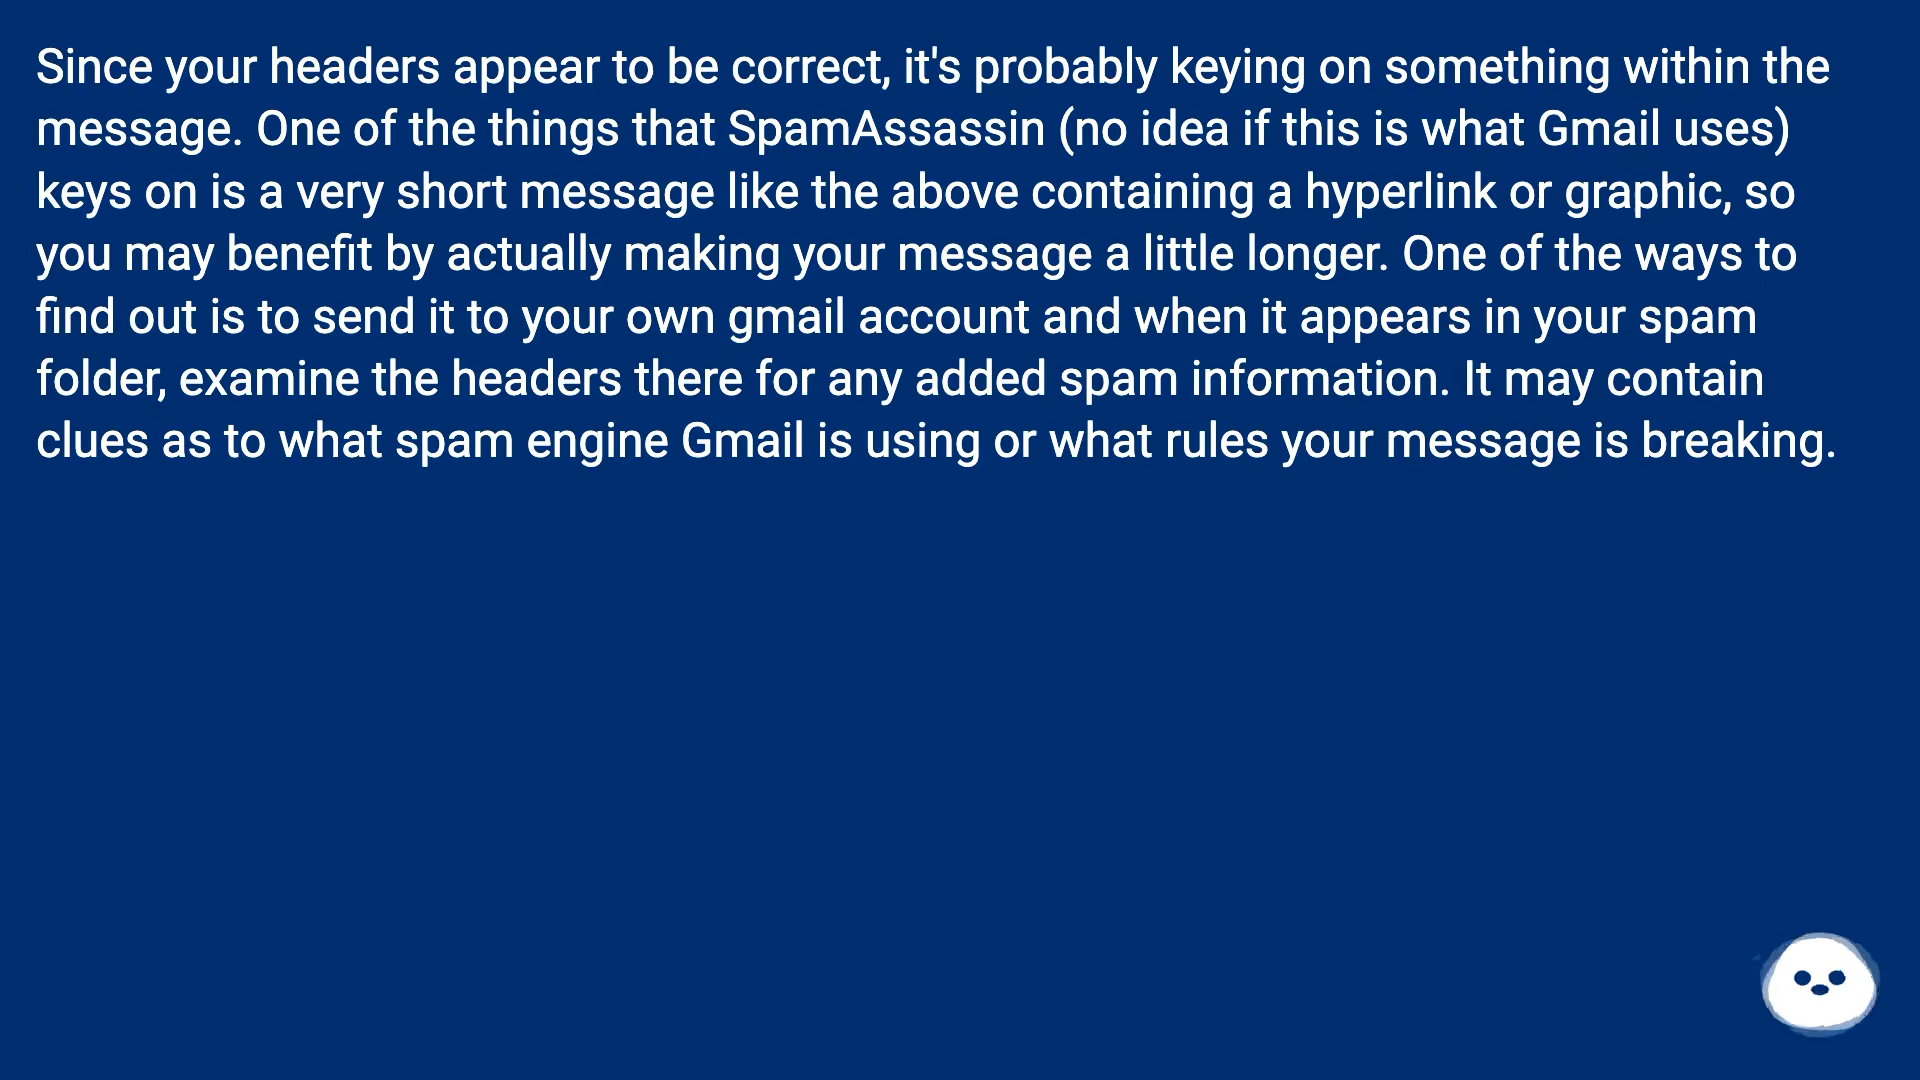 Since your headers appear to be correct, it's probably keying on something within the
message. One of the things that SpamAssassin (no idea if this is what Gmail uses)
keys on is a very short message like the above containing a hyperlink or graphic, so
you may benefit by actually making your message a little longer. One of the ways to
find out is to send it to your own gmail account and when it appears in your spam
folder, examine the headers there for any added spam information. It may contain
clues as to what spam engine Gmail is using or what rules your message is breaking.